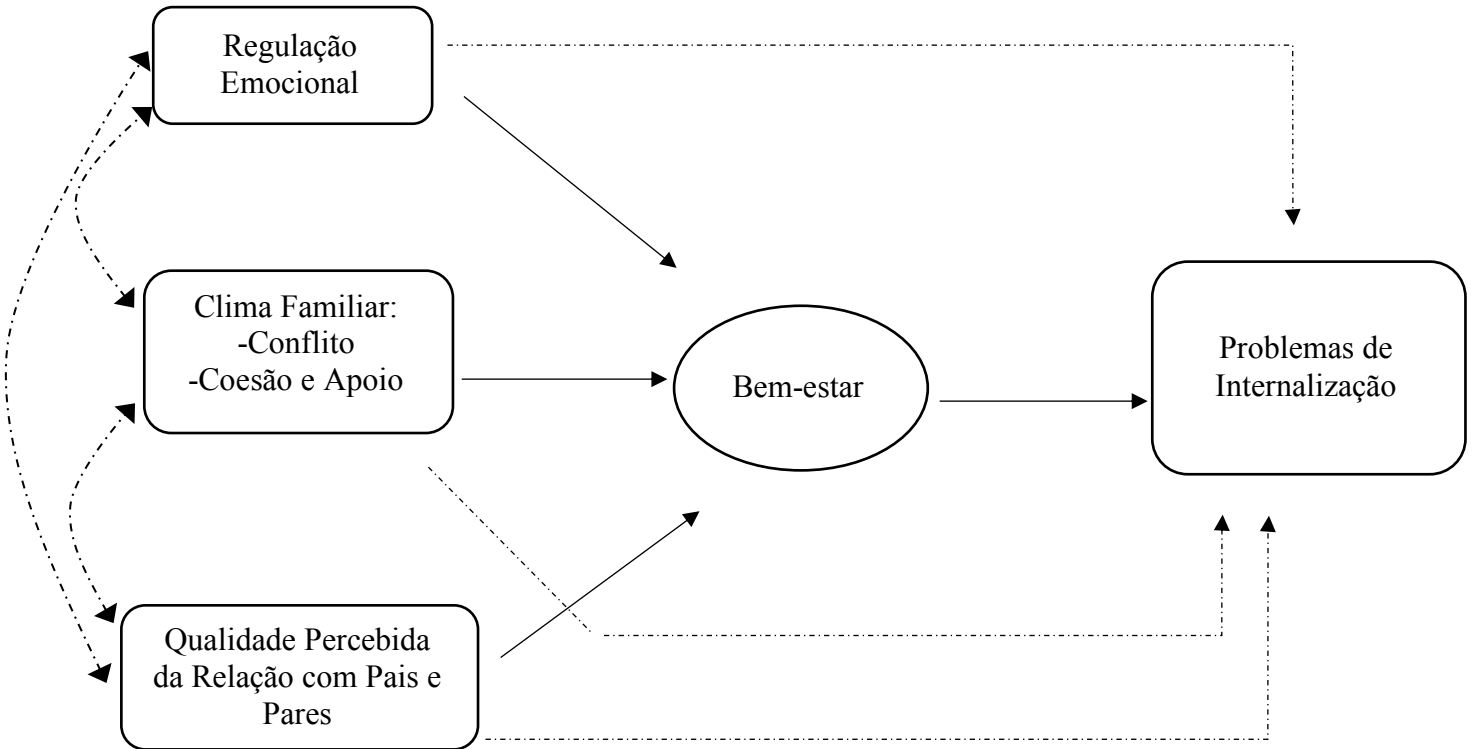 Regulação
Emocional
Clima Familiar:
-Conflito
-Coesão e Apoio
Bem-estar
Problemas de
Internalização
Qualidade Percebida
da Relação com Pais e
Pares